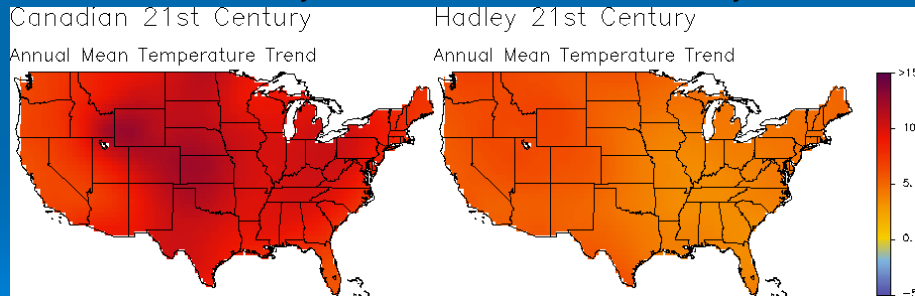 Canadian 21st Century
Annual Mean Temperature Trend
Hadley 21st Century
Annual Mean Temperature Trend
>15
10
5.
0.
-5